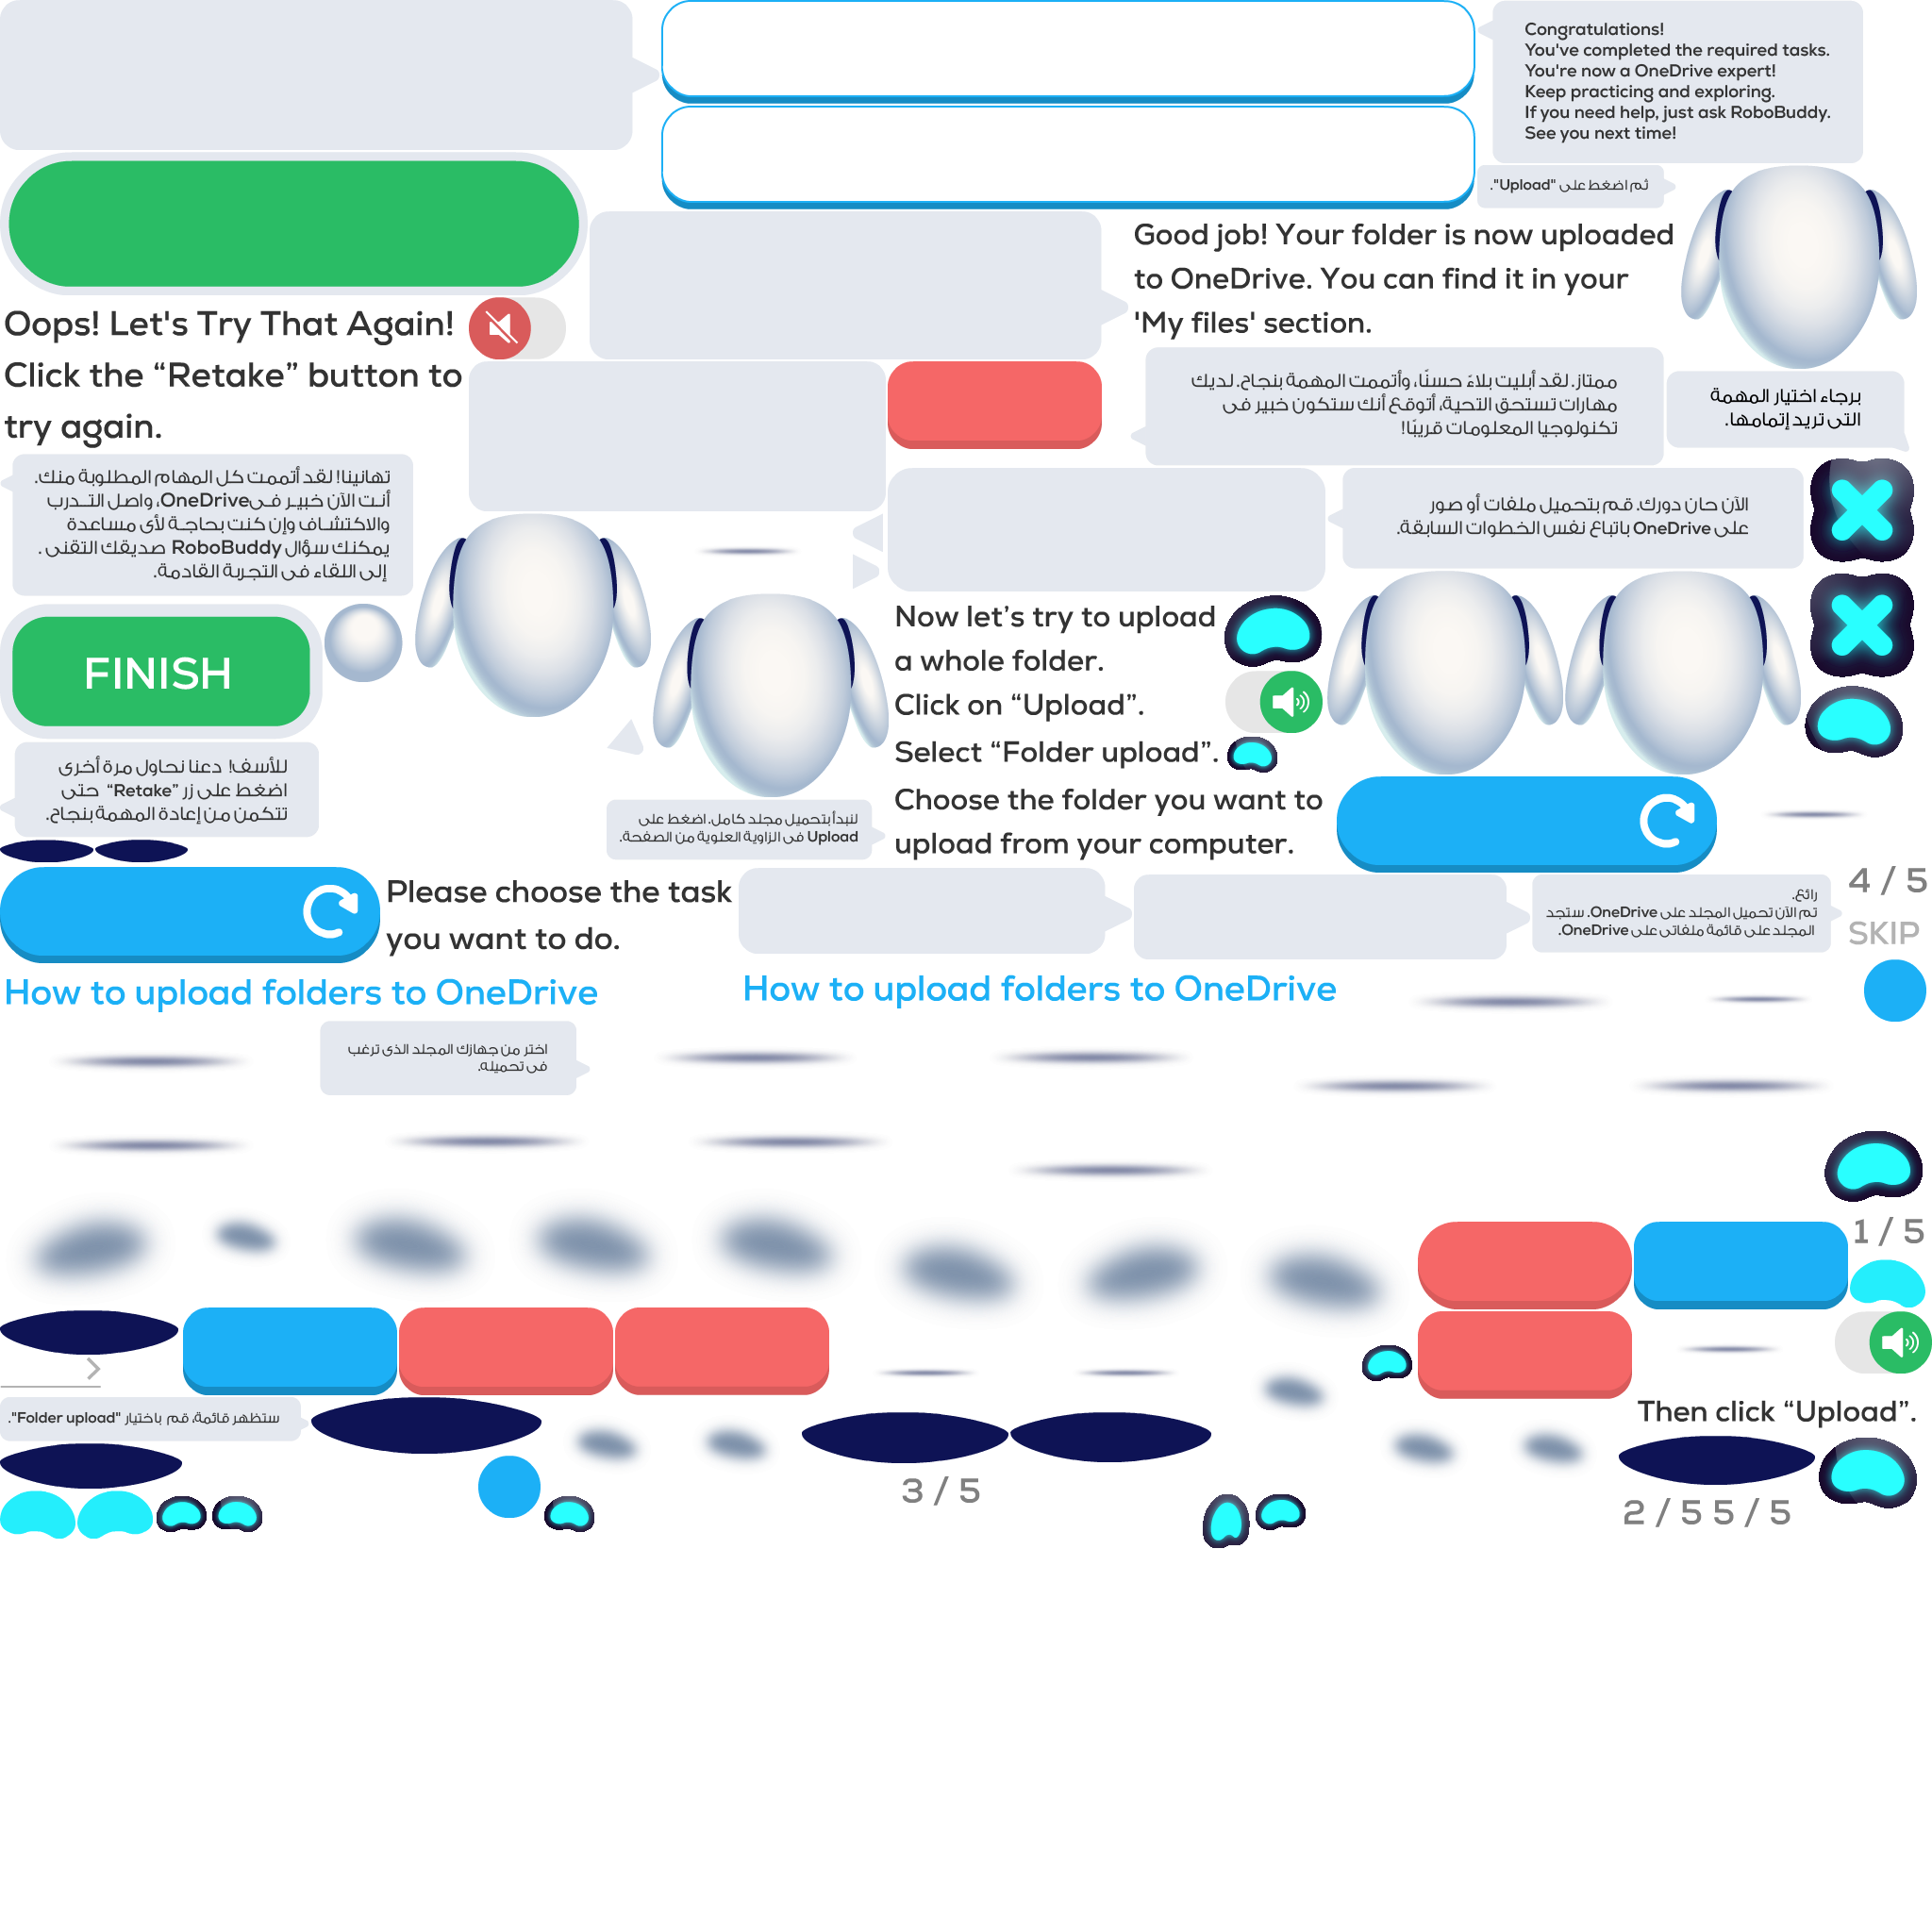 Congratulations!
You've completed the required tasks.
You're now a OneDrive expert!
Keep practicing and exploring.
If you need help, just ask RoboBuddy.
See you next time!
ثم اضغط على "Upload".
Good job! Your folder is now uploaded
to OneDrive. You can find it in your
'My files' section.
Oops! Let's Try That Again!
Click the “Retake” button to
try again.
ممتاز. لقد أبليت بلاءً حسنًا، وأتممت المهمة بنجاح. لديك
مهارات تستحق التحية، أتوقع أنك ستكون خبير فى
تكنولوجيا المعلومات قريبًا!
برجاء اختيار المهمة
التى تريد إتمامها.
تهانينا! لقد أتممت كل المهام المطلوبة منك.
أنت الآن خبير فىOneDrive، واصل التدرب
والاكتشاف وإن كنت بحاجة لأى مساعدة
يمكنك سؤال RoboBuddy صديقك التقنى .
إلى اللقاء فى التجربة القادمة.
الآن حان دورك. قم بتحميل ملفات أو صور
على OneDrive باتباع نفس الخطوات السابقة.
FINISH
Now let’s try to upload
a whole folder.
Click on “Upload”.
Select “Folder upload”.
Choose the folder you want to
upload from your computer.
للأسف! دعنا نحاول مرة أخرى
اضغط على زر “Retake” حتى
تتمكن من إعادة المهمة بنجاح.
لنبدأ بتحميل مجلد كامل. اضغط على
Upload فى الزاوية العلوية من الصفحة.
Please choose the task
you want to do.
رائع.
تم الآن تحميل المجلد على OneDrive. ستجد
المجلد على قائمة ملفاتى على OneDrive.
4 / 5
SKIP
How to upload folders to OneDrive
How to upload folders to OneDrive
اختر من جهازك المجلد الذى ترغب
فى تحميله.
1 / 5
ستظهر قائمة، قم باختيار "Folder upload".
Then click “Upload”.
3 / 5
2 / 5
5 / 5